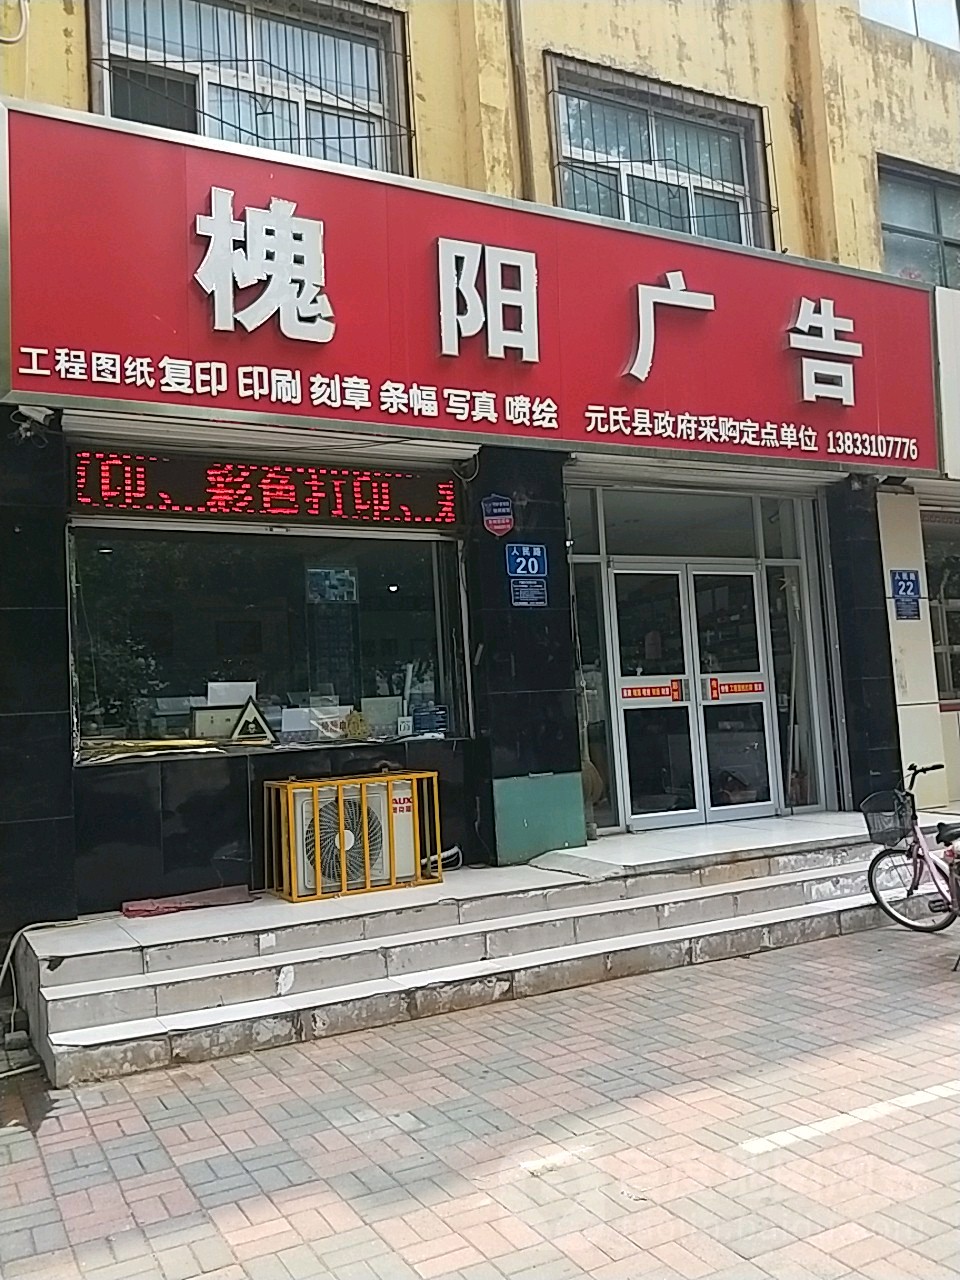 槐阳广告
工程图纸 复印 印刷 刻章 条幅 写真 喷绘 元氏县政府采购定点单位 13833107776
印、彩色打印、
人民路
20
人民路
22
AUX